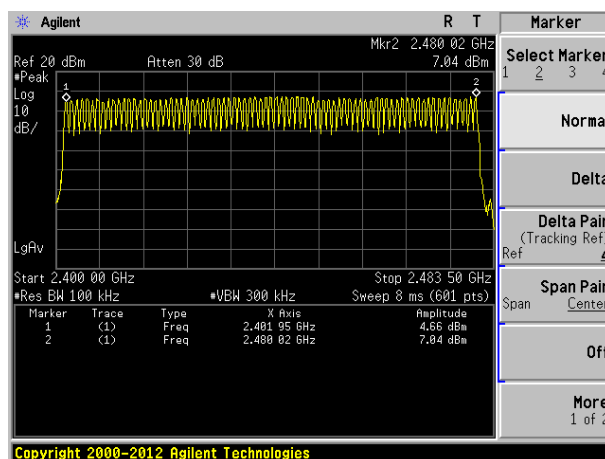 Agilent R T
Mkr2 2.480 02 GHz
Ref 20 dBm Atten 30 dB 7.04 dBm
#Peak
Log
10
dB/
1
2
LgAv
Start 2.400 00 GHz Stop 2.483 50 GHz
#Res BW 100 kHz #VBW 300 kHz Sweep 8 ms (601 pts)
Marker Trace Type X Axis Amplitude
1 (1) Freq 2.401 95 GHz 4.66 dBm
2 (1) Freq 2.480 02 GHz 7.04 dBm
Copyright 2000-2012 Agilent Technologies
Marker
Select Marker
1 2 3
Norma
Delta
Delta Pair
(Tracking Ref)
Ref
Span Pair
Span Center
Off
More
1 of 2